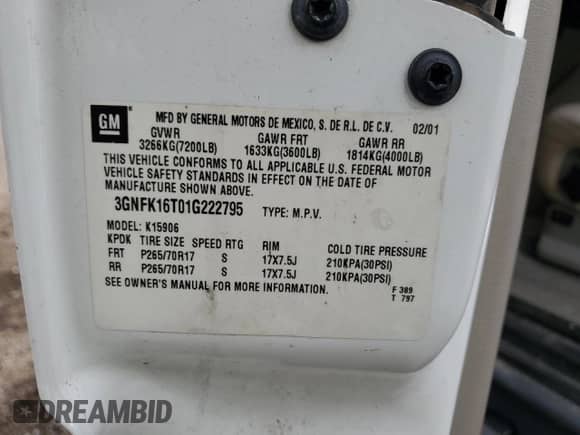 GM
MFD BY GENERAL MOTORS DE MEXICO, S. DE R.L. DE C.V. 02/01
GVWR GAWR FRT GAWR RR
3266KG(7200LB) 1633KG(3600LB) 1814KG(4000LB)
THIS VEHICLE CONFORMS TO ALL APPLICABLE U.S. FEDERAL MOTOR
VEHICLE SAFETY STANDARDS IN EFFECT ON THE DATE OF
MANUFACTURE SHOWN ABOVE.
3GNFK16T01G222795 TYPE: M.P.V.
MODEL: K15906
KPDK TIRE SIZE SPEED RTG RIM COLD TIRE PRESSURE
FRT P265/70R17 S 17X7.5J 210KPA(30PSI)
RR P265/70R17 S 17X7.5J 210KPA(30PSI)
SEE OWNER'S MANUAL FOR MORE INFORMATION.
F 389
T 797
DREAMBID